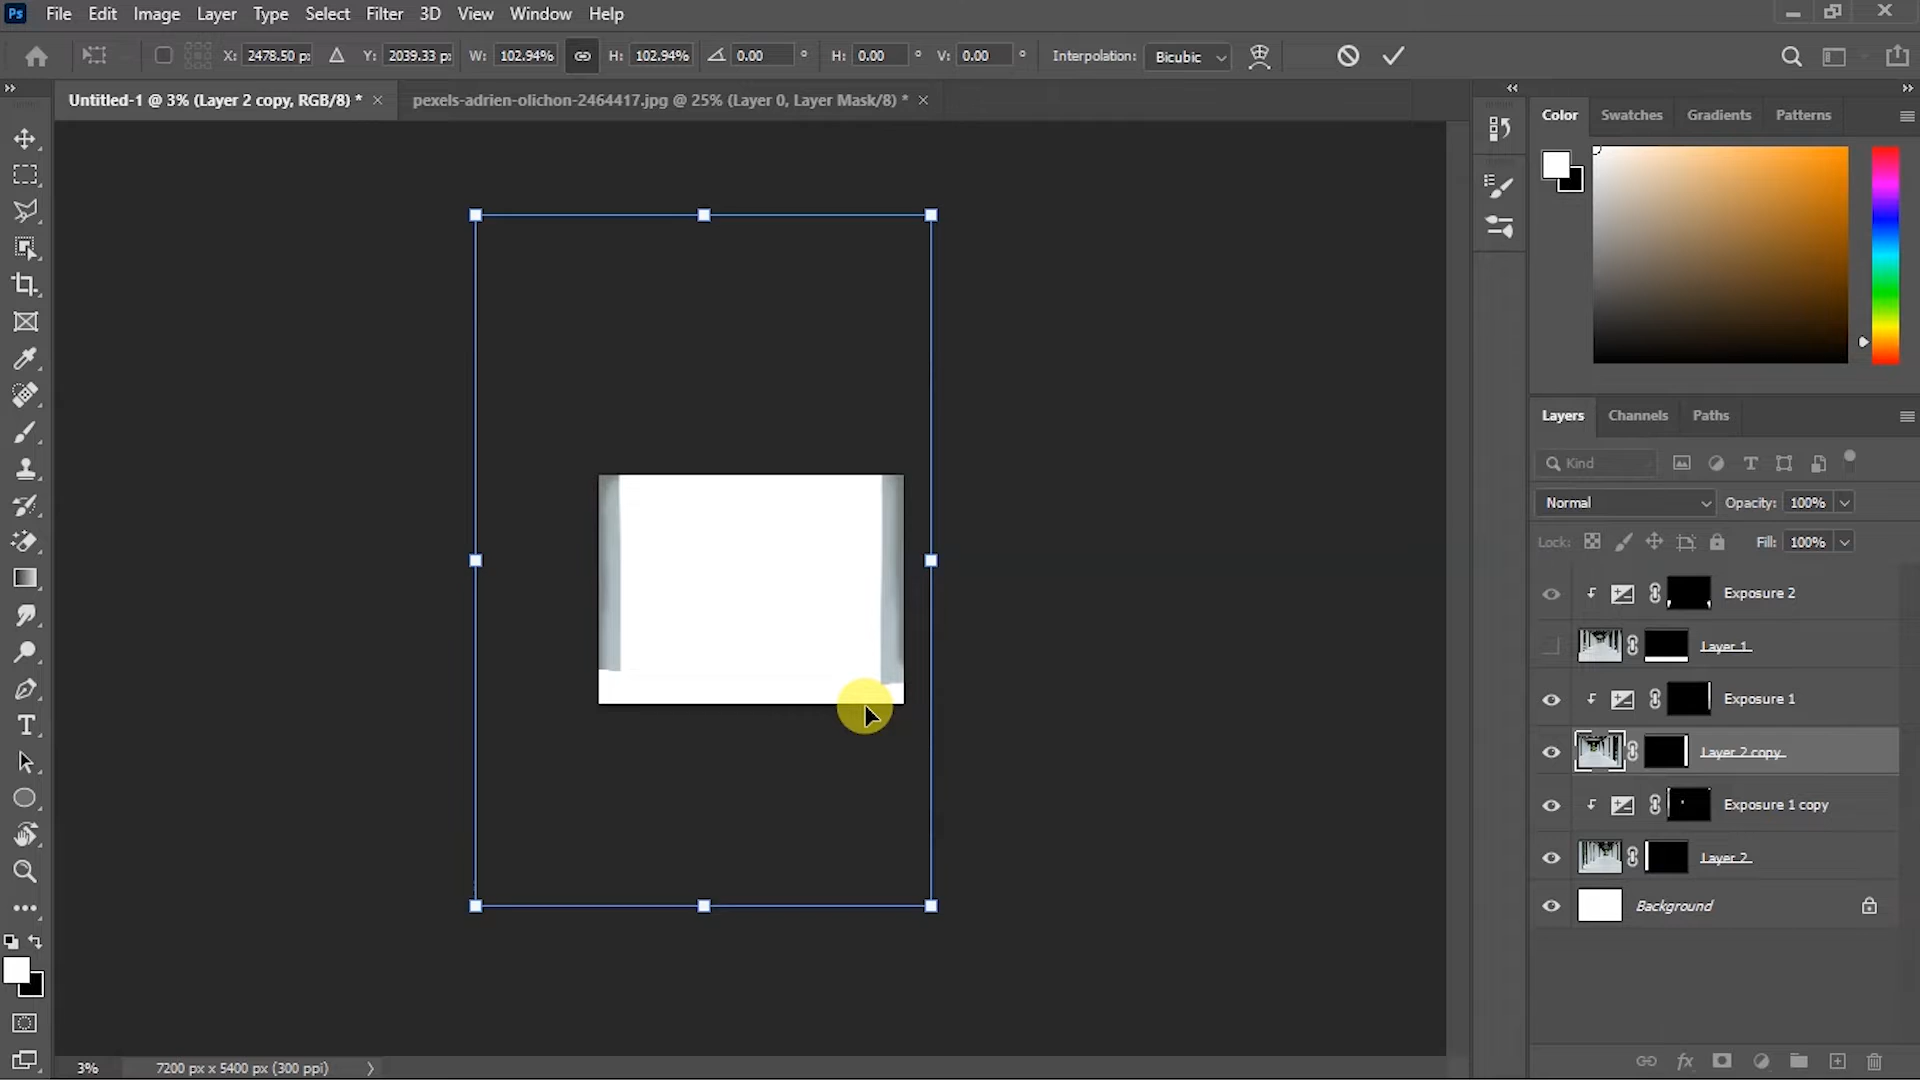 Ps File Edit Image Layer Type Select Filter 3D View Window Help
X: 2478.50 p: Y: 2039.33 p: W: 102.94% H: 102.94% 0.00 ° H: 0.00 ° V: 0.00 ° Interpolation: Bicubic
Untitled-1 @ 3% (Layer 2 copy, RGB/8) * × pexels-adrien-olichon-2464417.jpg @ 25% (Layer 0, Layer Mask/8) * ×
Color Swatches Gradients Patterns
Layers Channels Paths
Kind
Normal Opacity: 100%
Lock: Fill: 100%
Exposure 2
Layer 1
Exposure 1
Layer 2 copy
Exposure 1 copy
Layer 2
Background
3% 7200 px x 5400 px (300 ppi)